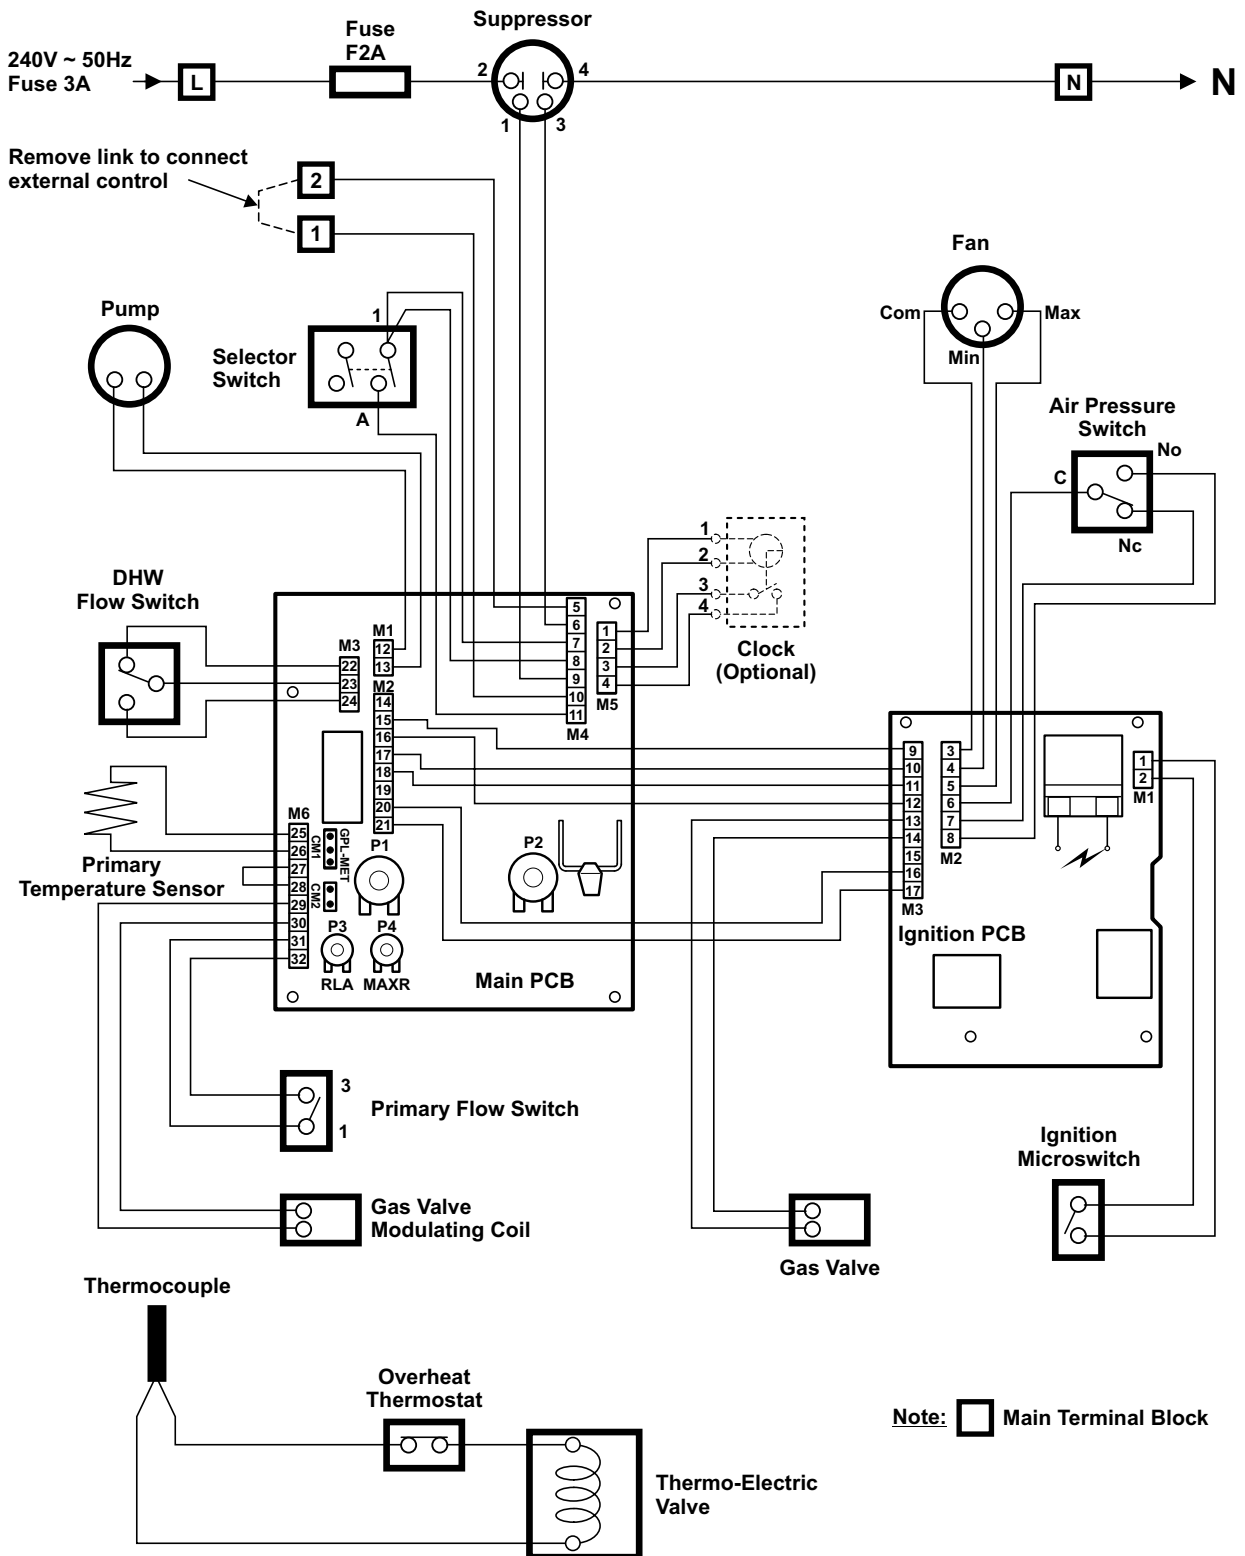 Suppressor
Fuse
F2A
240V ~ 50Hz
Fuse 3A
L
2
4
N
N
1
3
Remove link to connect
external control
2
1
Fan
Com
Max
Min
Pump
1
Selector
Switch
A
Air Pressure
Switch
No
C
Nc
1
2
3
4
Clock
(Optional)
DHW
Flow Switch
M1
12
13
M3
22
23
24
M2
14
15
16
17
18
19
20
21
5
6
7
8
9
10
11
M4
1
2
3
4
M5
9
10
11
12
13
14
15
16
17
M3
3
4
5
6
7
8
M2
1
2
M1
M6
25
26
27
28
29
30
31
32
CM1
GPL-MET
CM2
P1
P2
P3
P4
RLA
MAXR
Main PCB
Primary
Temperature Sensor
Ignition PCB
3
1
Primary Flow Switch
Gas Valve
Modulating Coil
Gas Valve
Ignition
Microswitch
Thermocouple
Overheat
Thermostat
Thermo-Electric
Valve
Note:
Main Terminal Block